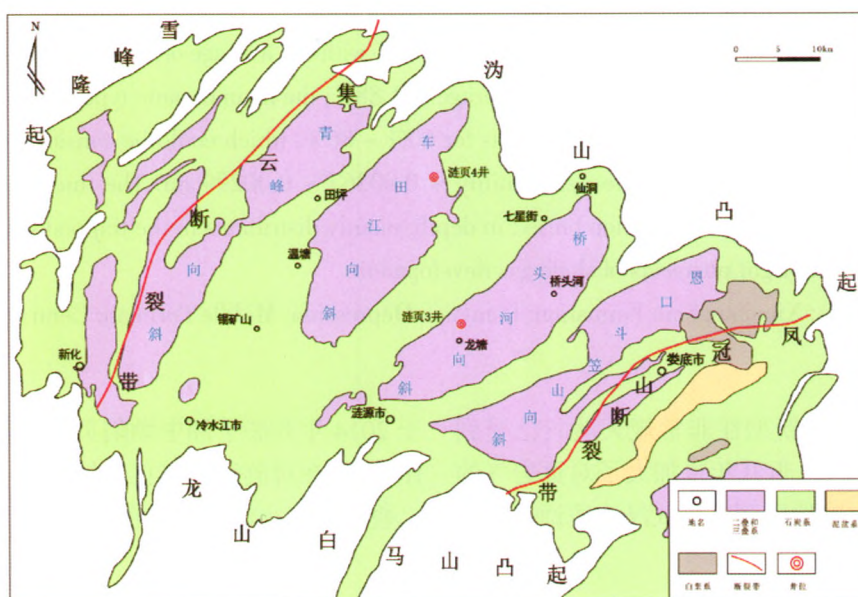 N
0 5 10km
雪峰隆起
沩山凸起
集云断裂带
青峰向斜
车田江向斜
涟页4井
仙洞
田坪
七星街
温塘
桥头河向斜
桥头河
恩口斗笠山向斜
涟页3井
龙塘
锡矿山
新化
凤冠山断裂带
娄底市
冷水江市
涟源市
龙山
白马山凸起
地名
二叠和
三叠系
石炭系
泥盆系
白垩系
断裂带
井位